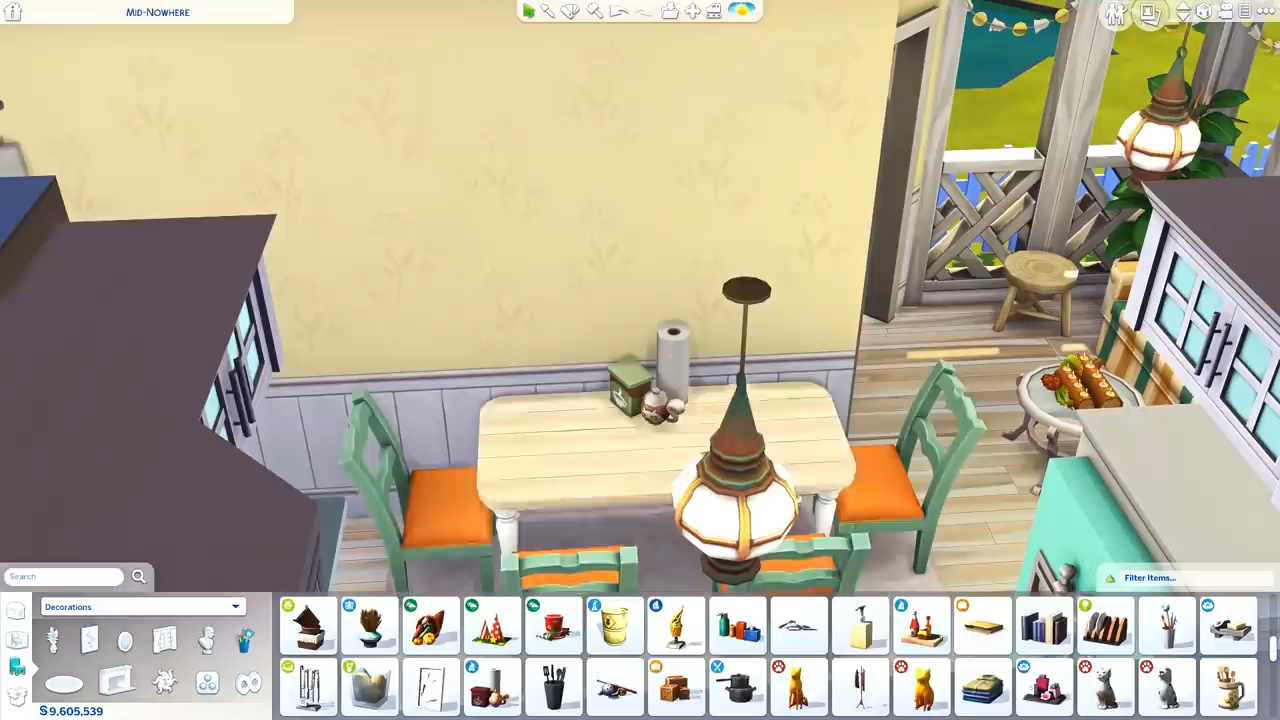 Mid-Nowhere
Search
Filter Items...
Decorations
$9,605,539